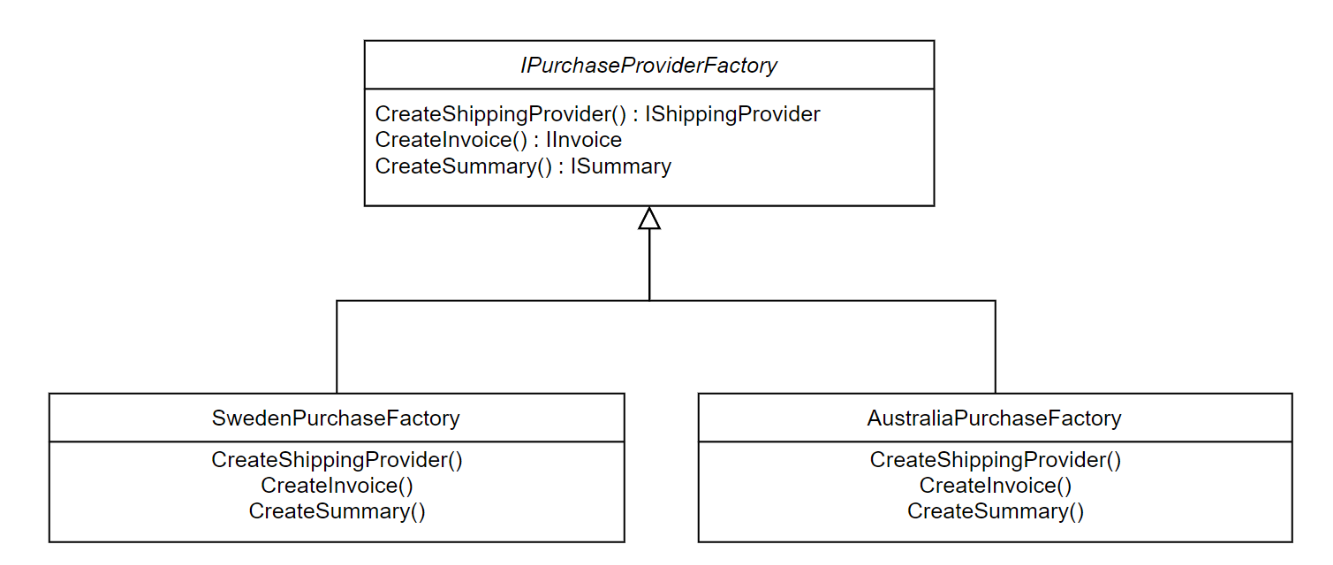 IPurchaseProviderFactory
CreateShippingProvider() : IShippingProvider
CreateInvoice() : IInvoice
CreateSummary() : ISummary
SwedenPurchaseFactory
CreateShippingProvider()
CreateInvoice()
CreateSummary()
AustraliaPurchaseFactory
CreateShippingProvider()
CreateInvoice()
CreateSummary()